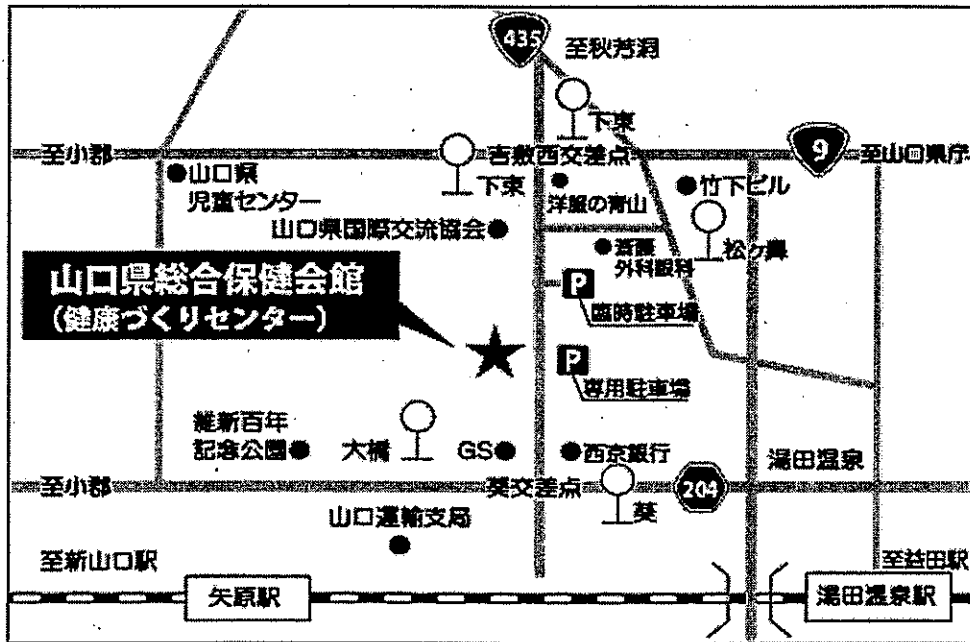 435
至秋芳洞
下東
至小郡
吉敷西交差点
9
至山口県庁
山口県
児童センター
下東
洋服の青山
竹下ビル
山口県国際交流協会
斎藤
外科眼科
松ヶ鼻
山口県総合保健会館
(健康づくりセンター)
P
臨時駐車場
P
専用駐車場
維新百年
記念公園
大橋
GS
西京銀行
湯田温泉
至小郡
葵交差点
204
葵
山口運輸支局
至新山口駅
至益田駅
矢原駅
湯田温泉駅